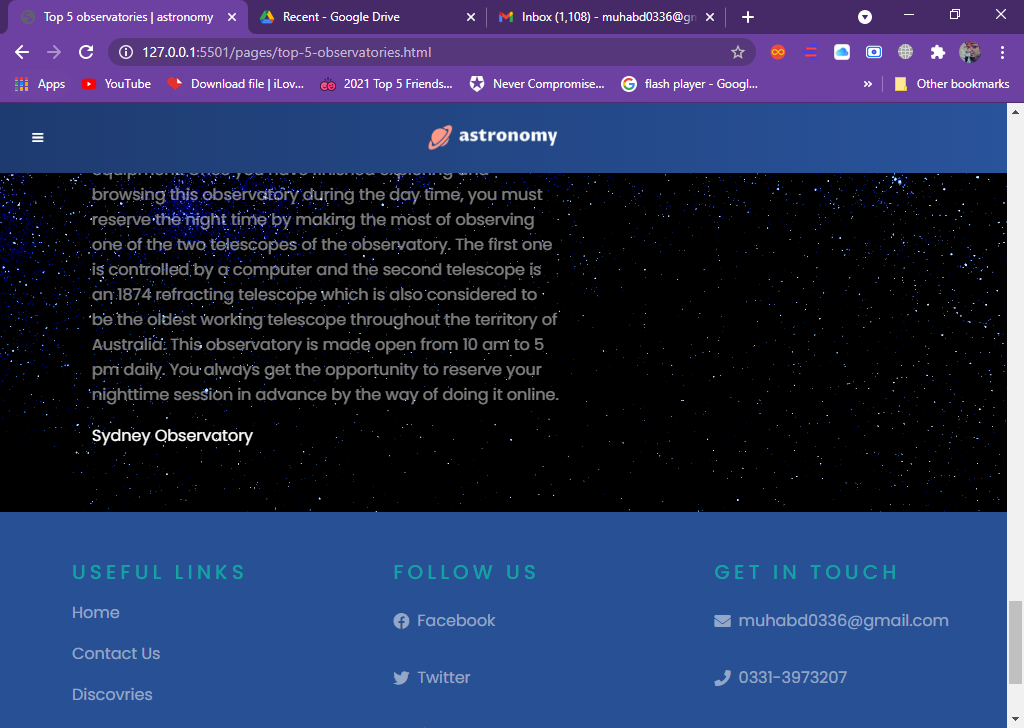 Top 5 observatories | astronomy
Recent - Google Drive
Inbox (1,108) - muhabd0336@gm
127.0.0.1:5501/pages/top-5-observatories.html
Apps
YouTube
Download file | iLov...
2021 Top 5 Friends...
Never Compromise...
flash player - Googl...
»
Other bookmarks
astronomy
equipment. Once you have finished exploring and
browsing this observatory during the day time, you must
reserve the night time by making the most of observing
one of the two telescopes of the observatory. The first one
is controlled by a computer and the second telescope is
an 1874 refracting telescope which is also considered to
be the oldest working telescope throughout the territory of
Australia. This observatory is made open from 10 am to 5
pm daily. You always get the opportunity to reserve your
nighttime session in advance by the way of doing it online.
Sydney Observatory
USEFUL LINKS
Home
Contact Us
Discovries
FOLLOW US
Facebook
Twitter
GET IN TOUCH
muhabd0336@gmail.com
0331-3973207